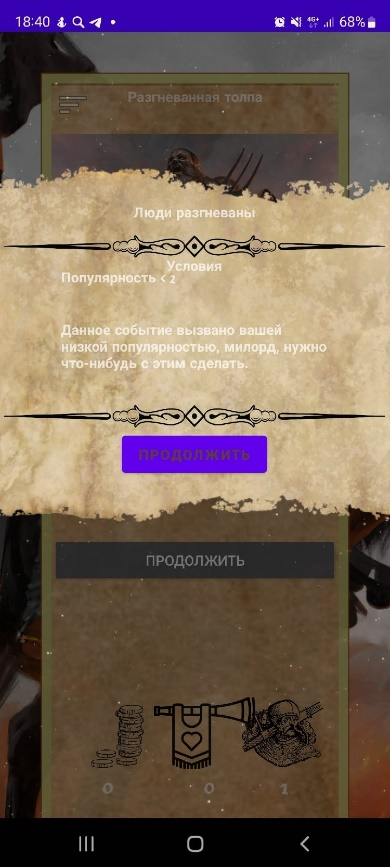 18:40
4G+
68%
Разгневанная толпа
Люди разгневаны
Условия
Популярность < 2
Данное событие вызвано вашей
низкой популярностью, милорд, нужно
что-нибудь с этим сделать.
ПРОДОЛЖИТЬ
ПРОДОЛЖИТЬ
0 0 1